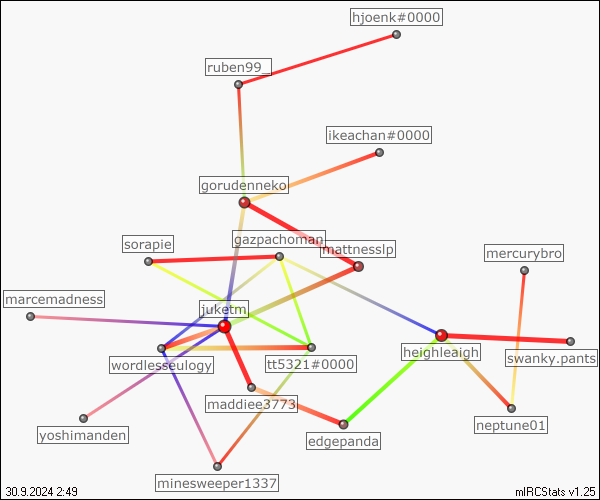 hjoenk#0000
ruben99_
ikeachan#0000
gorudenneko
gazpachoman
sorapie
mattnesslp
mercurybro
marcemadness
juketm
heighleaigh
swanky.pants
wordlesseulogy
tt5321#0000
maddiee3773
neptune01
yoshimanden
edgepanda
minesweeper1337
30.9.2024 2:49
mIRCStats v1.25